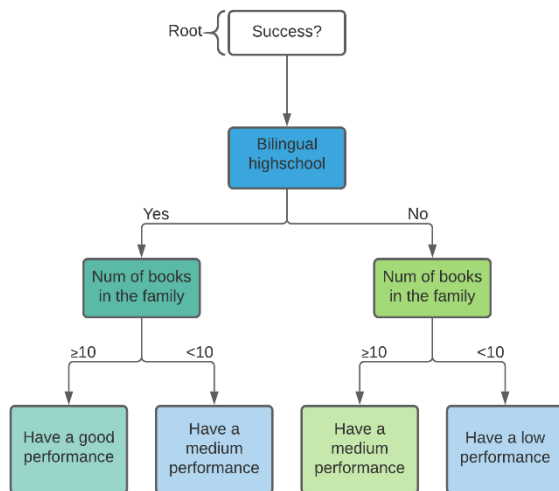 Root
Success?
Bilingual
highschool
Yes
No
Num of books
in the family
Num of books
in the family
≥10
<10
≥10
<10
Have a good
performance
Have a
medium
performance
Have a
medium
performance
Have a low
performance